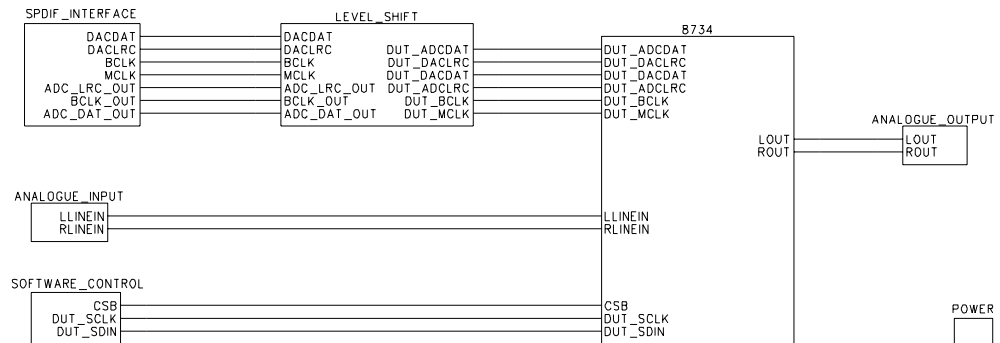 SPDIF_INTERFACE
DACDAT
DACLRC
BCLK
MCLK
ADC_LRC_OUT
BCLK_OUT
ADC_DAT_OUT
LEVEL_SHIFT
DACDAT
DACLRC
BCLK
MCLK
ADC_LRC_OUT
BCLK_OUT
ADC_DAT_OUT
DUT_ADCDAT
DUT_DACLRC
DUT_DACDAT
DUT_ADCLRC
DUT_BCLK
DUT_MCLK
8734
DUT_ADCDAT
DUT_DACLRC
DUT_DACDAT
DUT_ADCLRC
DUT_BCLK
DUT_MCLK
LOUT
ROUT
ANALOGUE_OUTPUT
LOUT
ROUT
ANALOGUE_INPUT
LLINEIN
RLINEIN
LLINEIN
RLINEIN
SOFTWARE_CONTROL
CSB
DUT_SCLK
DUT_SDIN
CSB
DUT_SCLK
DUT_SDIN
POWER